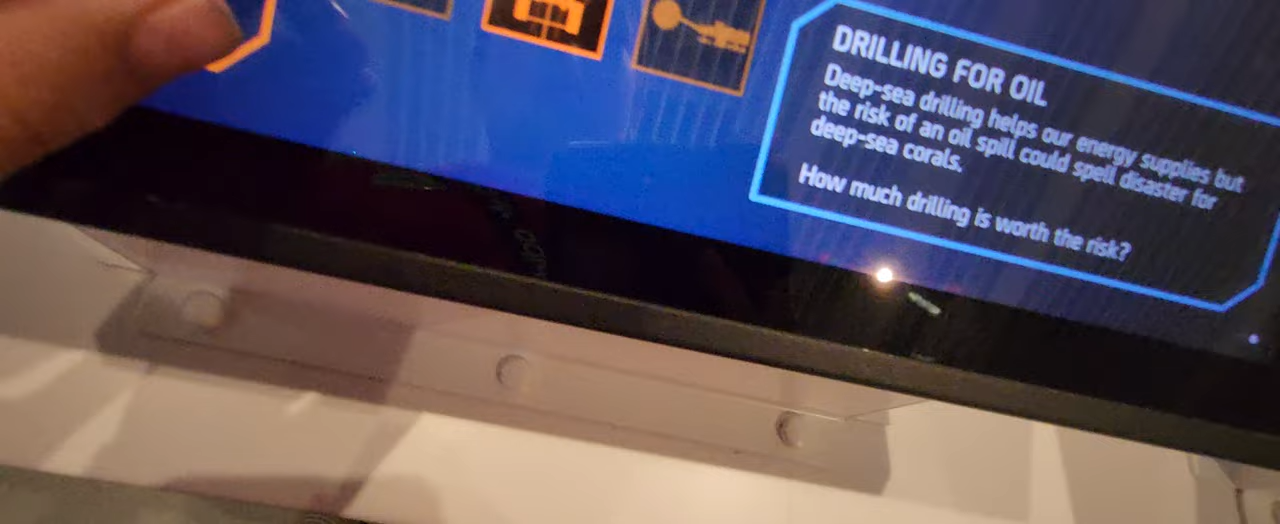 DRILLING FOR OIL
Deep-sea drilling helps our energy supplies but
the risk of an oil spill could spell disaster for
deep-sea corals.
How much drilling is worth the risk?